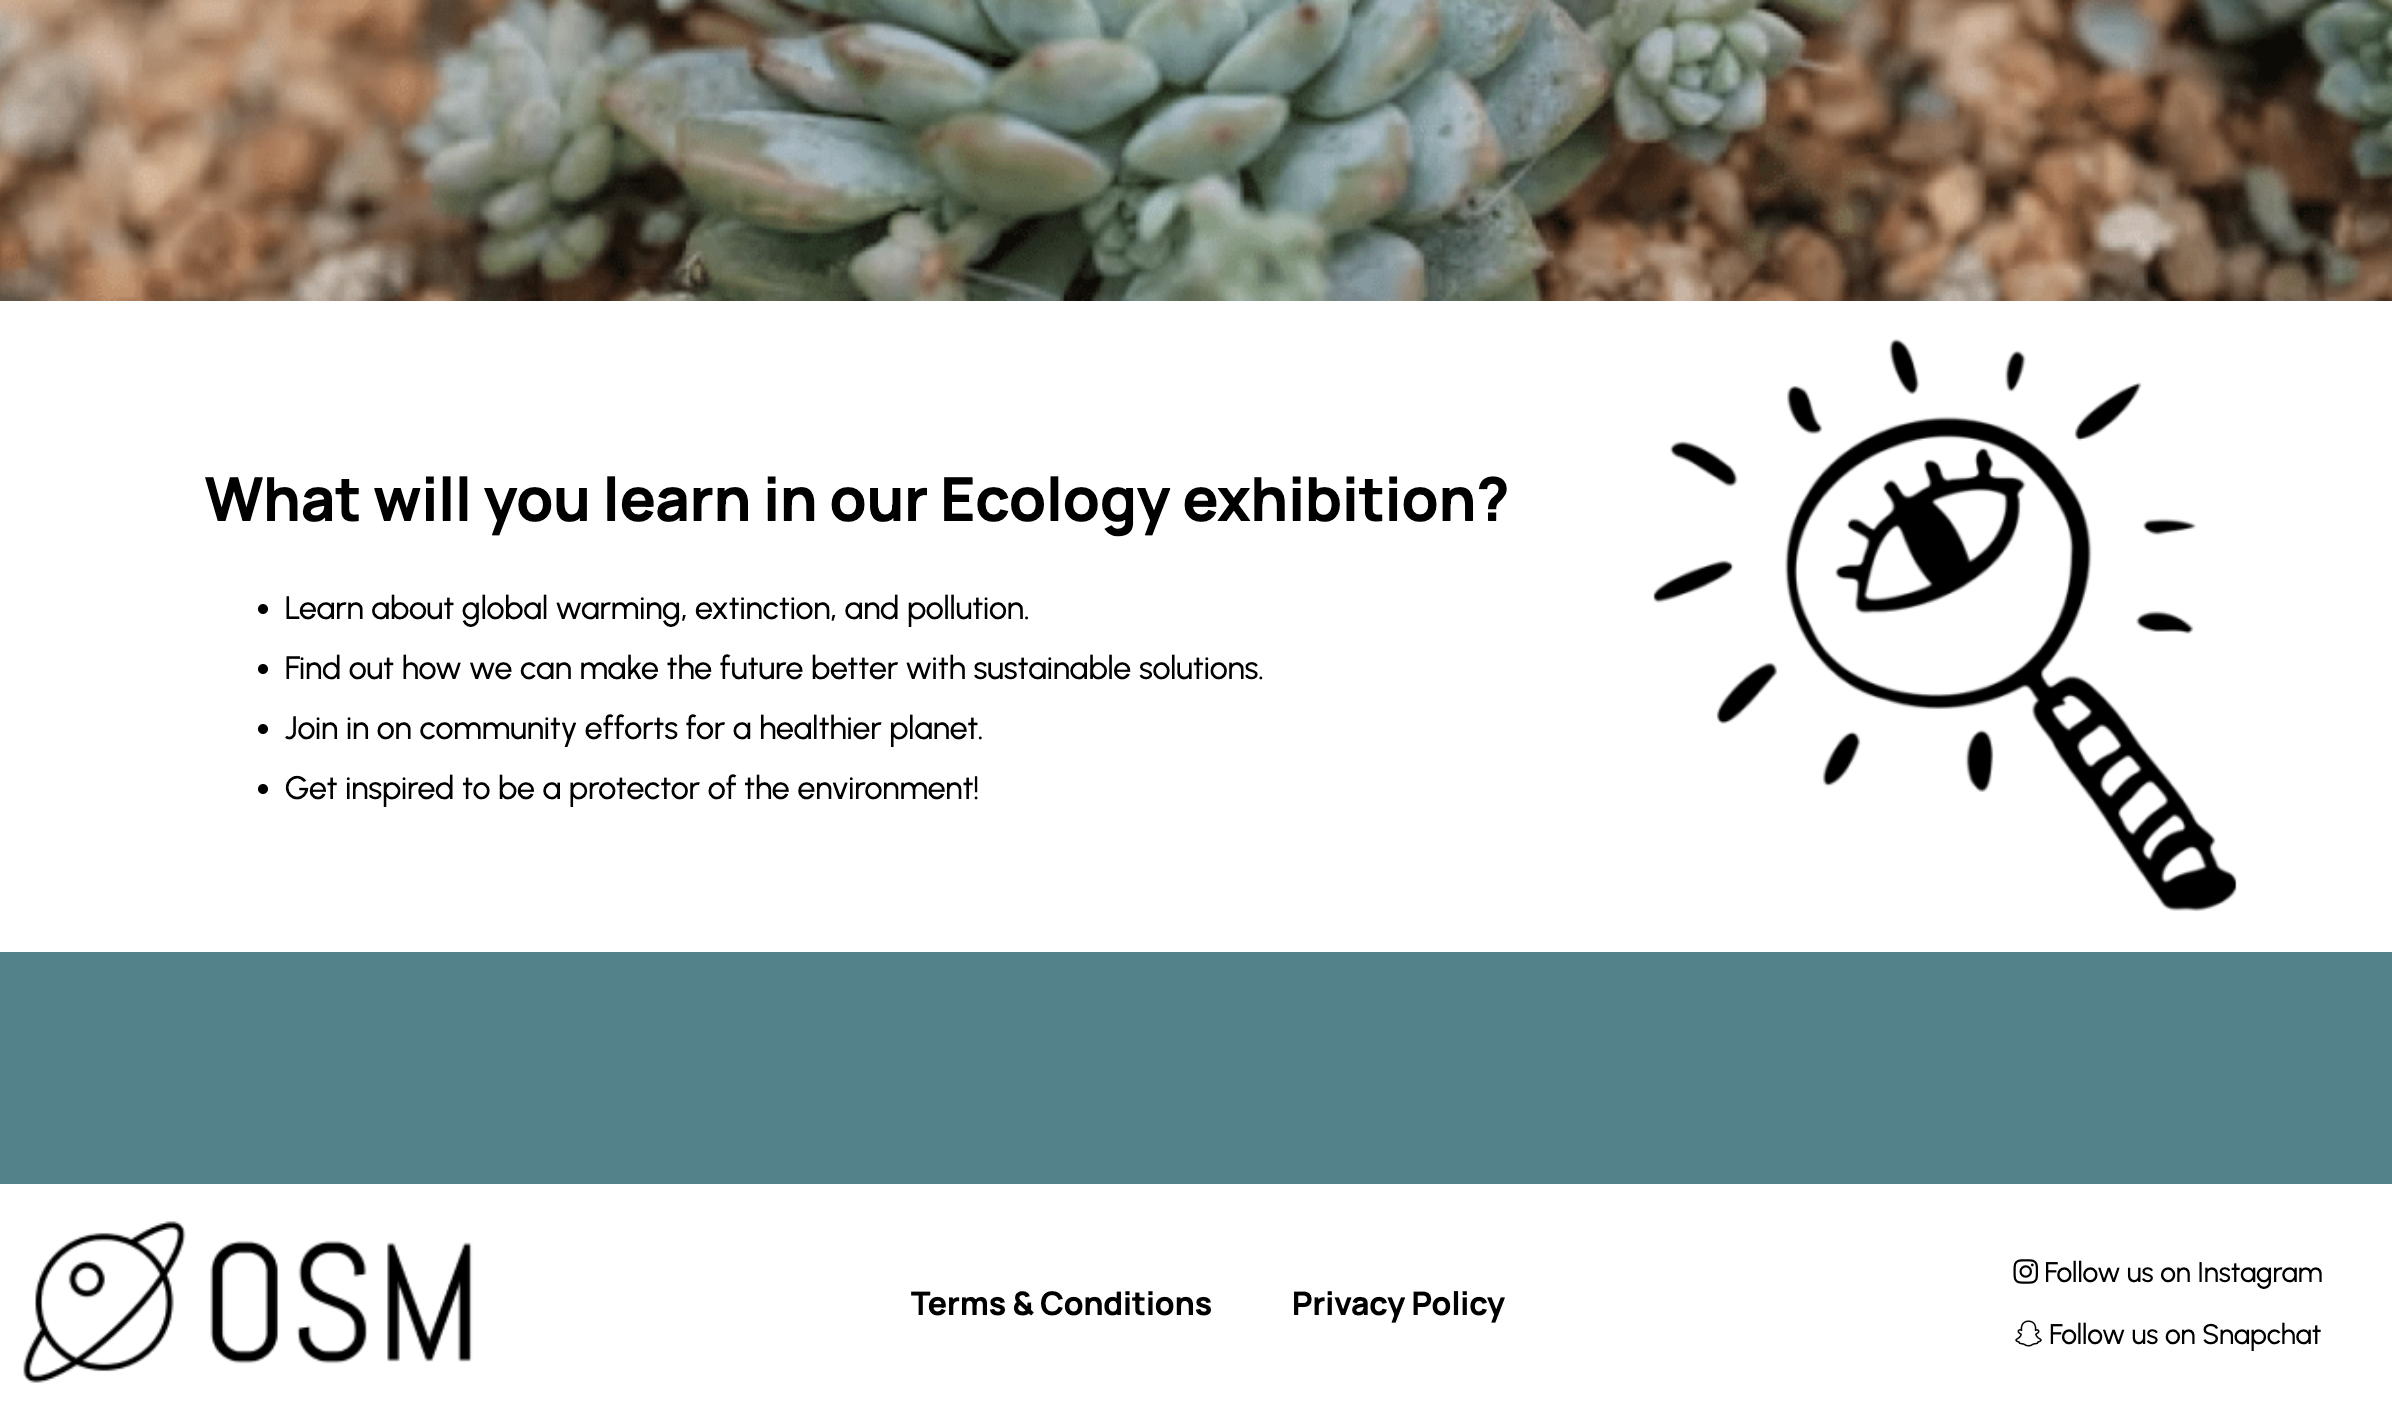 What will you learn in our Ecology exhibition?
Learn about global warming, extinction, and pollution.
Find out how we can make the future better with sustainable solutions.
Join in on community efforts for a healthier planet.
Get inspired to be a protector of the environment!
OSM
Terms & Conditions
Privacy Policy
Follow us on Instagram
Follow us on Snapchat